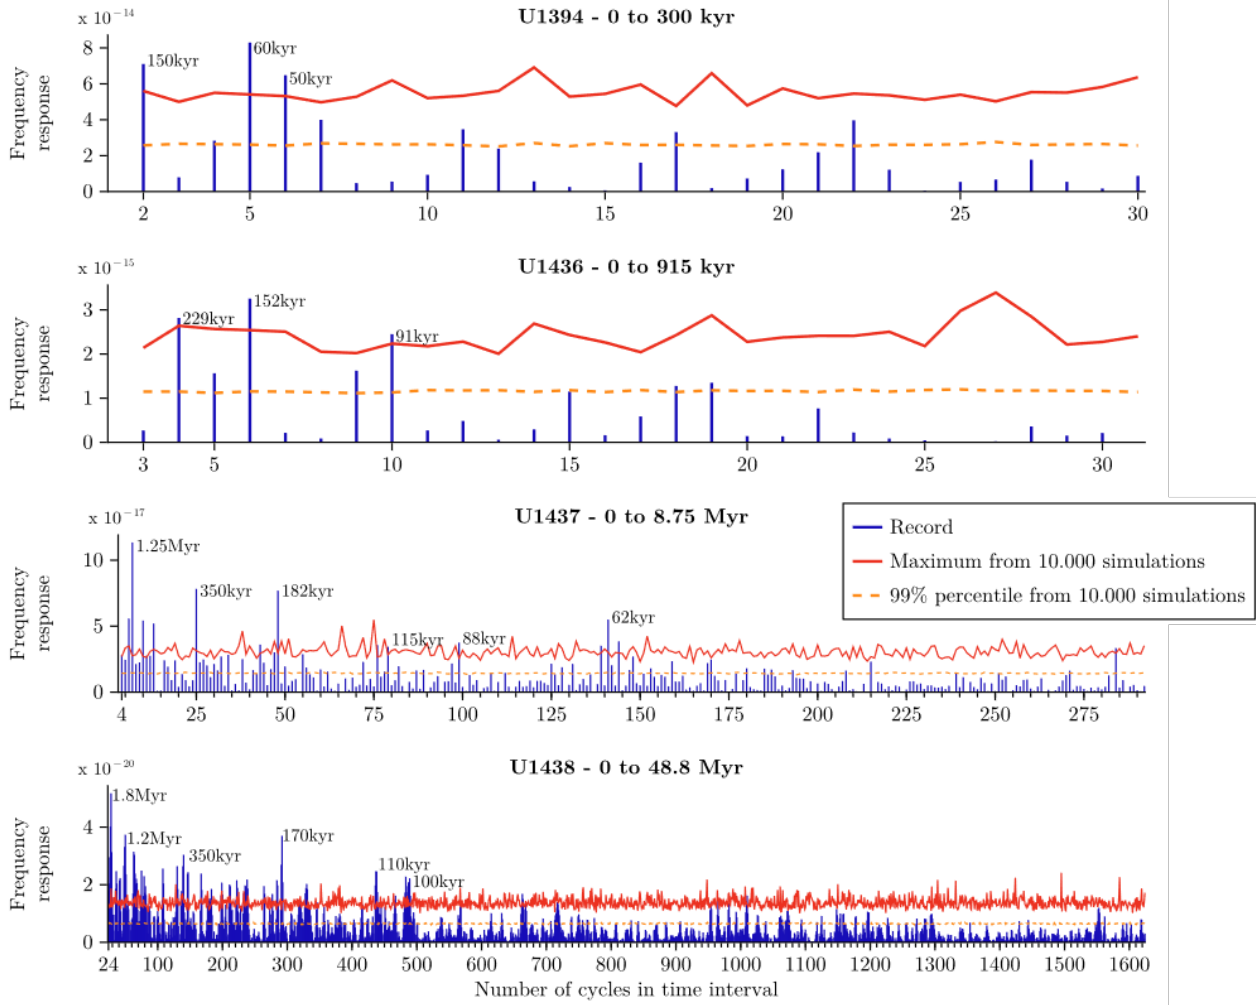 U1394 - 0 to 300 kyr
x 10⁻¹⁴
Frequency
response
8
6
4
2
0
150kyr
60kyr
50kyr
2 5 10 15 20 25 30
U1436 - 0 to 915 kyr
x 10⁻¹⁵
Frequency
response
3
2
1
0
229kyr
152kyr
91kyr
3 5 10 15 20 25 30
U1437 - 0 to 8.75 Myr
x 10⁻¹⁷
Frequency
response
10
5
0
1.25Myr
350kyr
182kyr
115kyr
88kyr
62kyr
4 25 50 75 100 125 150 175 200 225 250 275
Record
Maximum from 10.000 simulations
99% percentile from 10.000 simulations
U1438 - 0 to 48.8 Myr
x 10⁻²⁰
Frequency
response
4
2
0
1.8Myr
1.2Myr
350kyr
170kyr
110kyr
100kyr
24 100 200 300 400 500 600 700 800 900 1000 1100 1200 1300 1400 1500 1600
Number of cycles in time interval